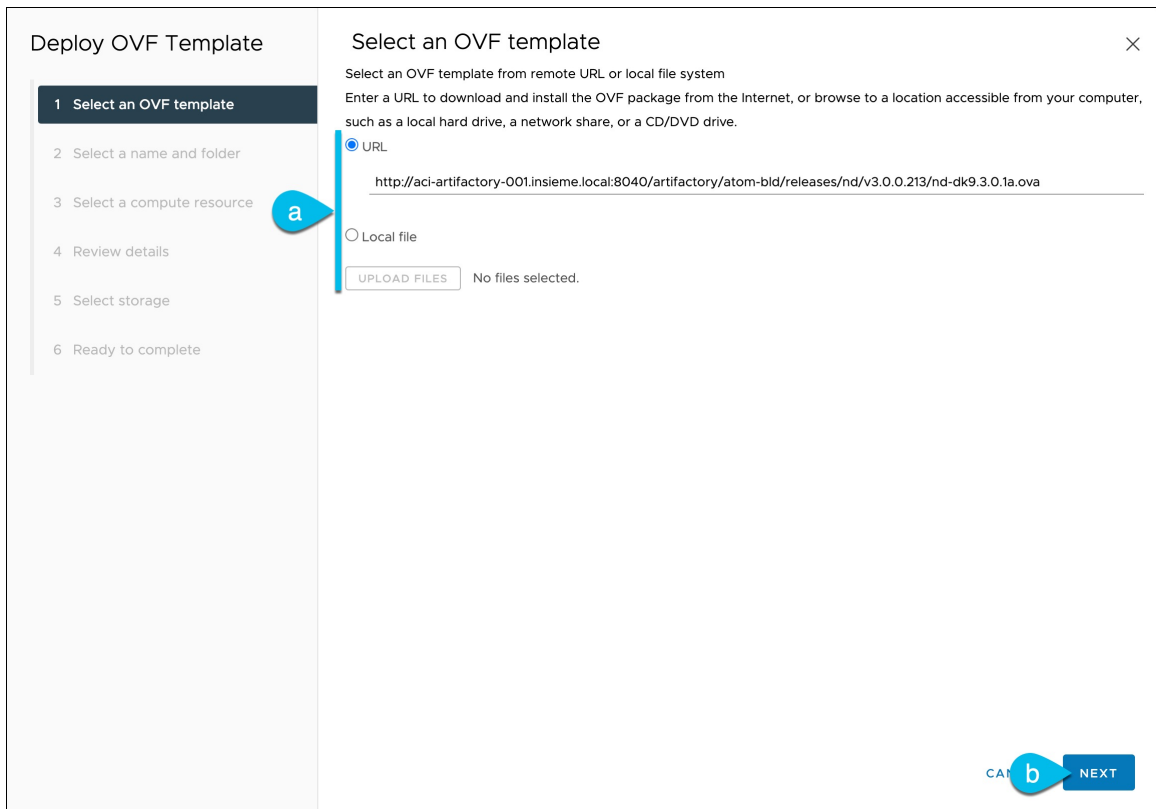 Deploy OVF Template
1 Select an OVF template
2 Select a name and folder
3 Select a compute resource
4 Review details
5 Select storage
6 Ready to complete
Select an OVF template
Select an OVF template from remote URL or local file system
Enter a URL to download and install the OVF package from the Internet, or browse to a location accessible from your computer,
such as a local hard drive, a network share, or a CD/DVD drive.
URL
http://aci-artifactory-001.insieme.local:8040/artifactory/atom-bld/releases/nd/v3.0.0.213/nd-dk9.3.0.1a.ova
a
Local file
UPLOAD FILES No files selected.
b NEXT